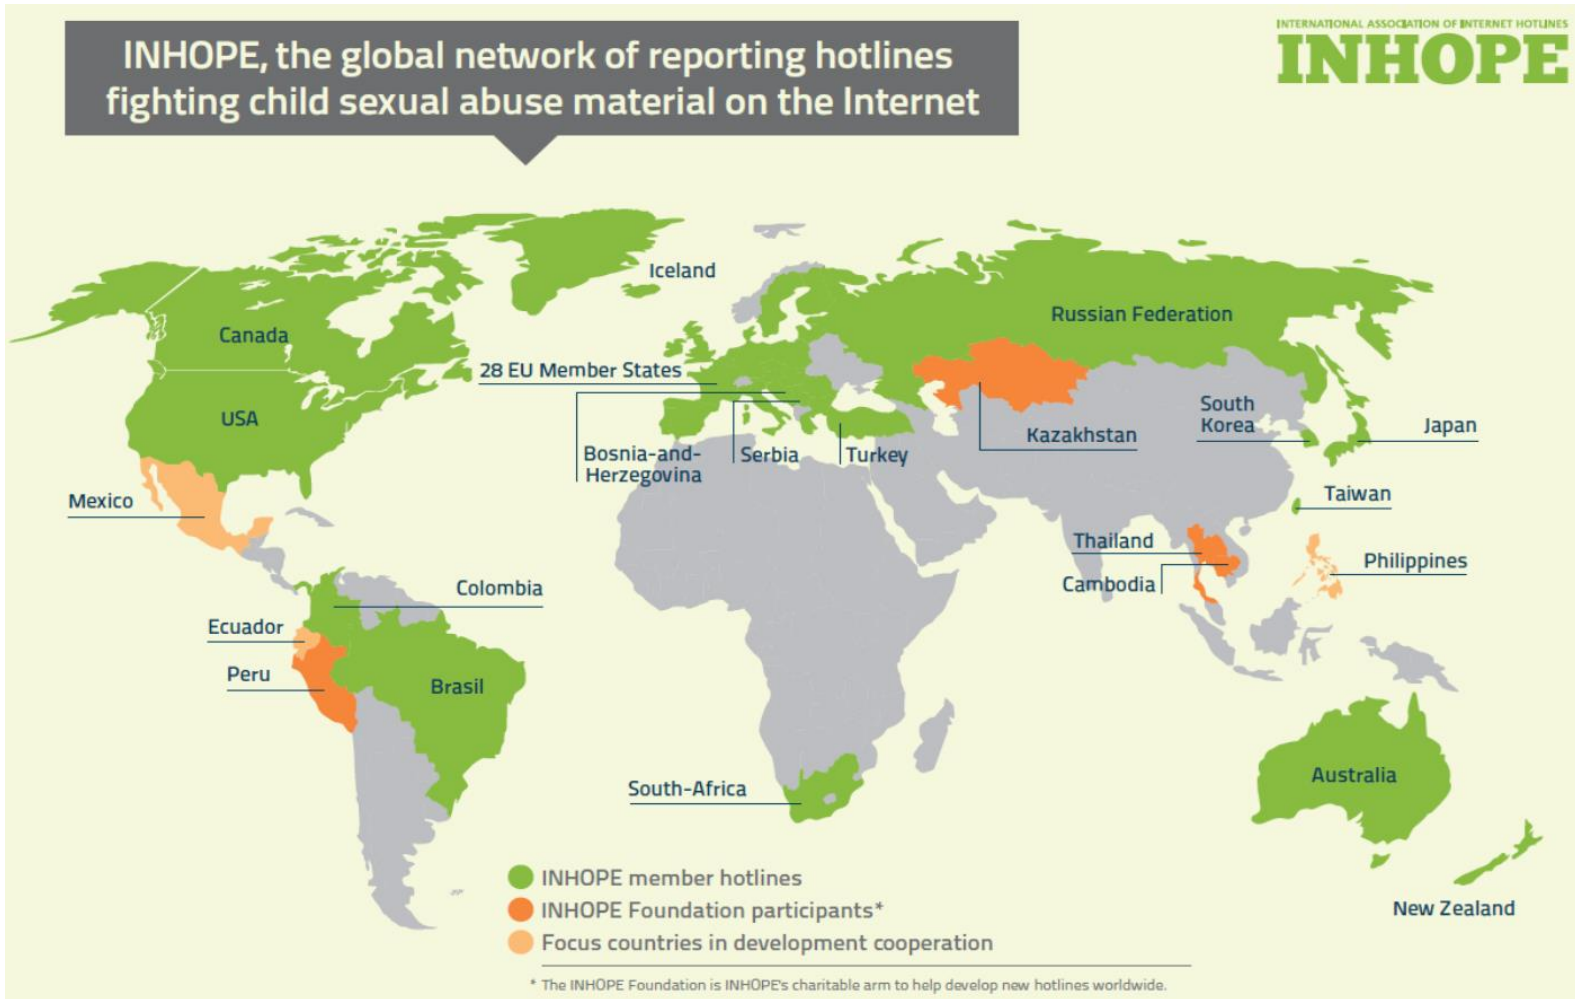 INHOPE, the global network of reporting hotlines
fighting child sexual abuse material on the Internet
INTERNATIONAL ASSOCIATION OF INTERNET HOTLINES
INHOPE
Iceland
Canada
Russian Federation
28 EU Member States
USA
South
Korea
Japan
Kazakhstan
Bosnia-and-
Herzegovina
Serbia
Turkey
Mexico
Taiwan
Thailand
Philippines
Cambodia
Colombia
Ecuador
Peru
Brasil
South-Africa
Australia
New Zealand
INHOPE member hotlines
INHOPE Foundation participants*
Focus countries in development cooperation
* The INHOPE Foundation is INHOPE's charitable arm to help develop new hotlines worldwide.